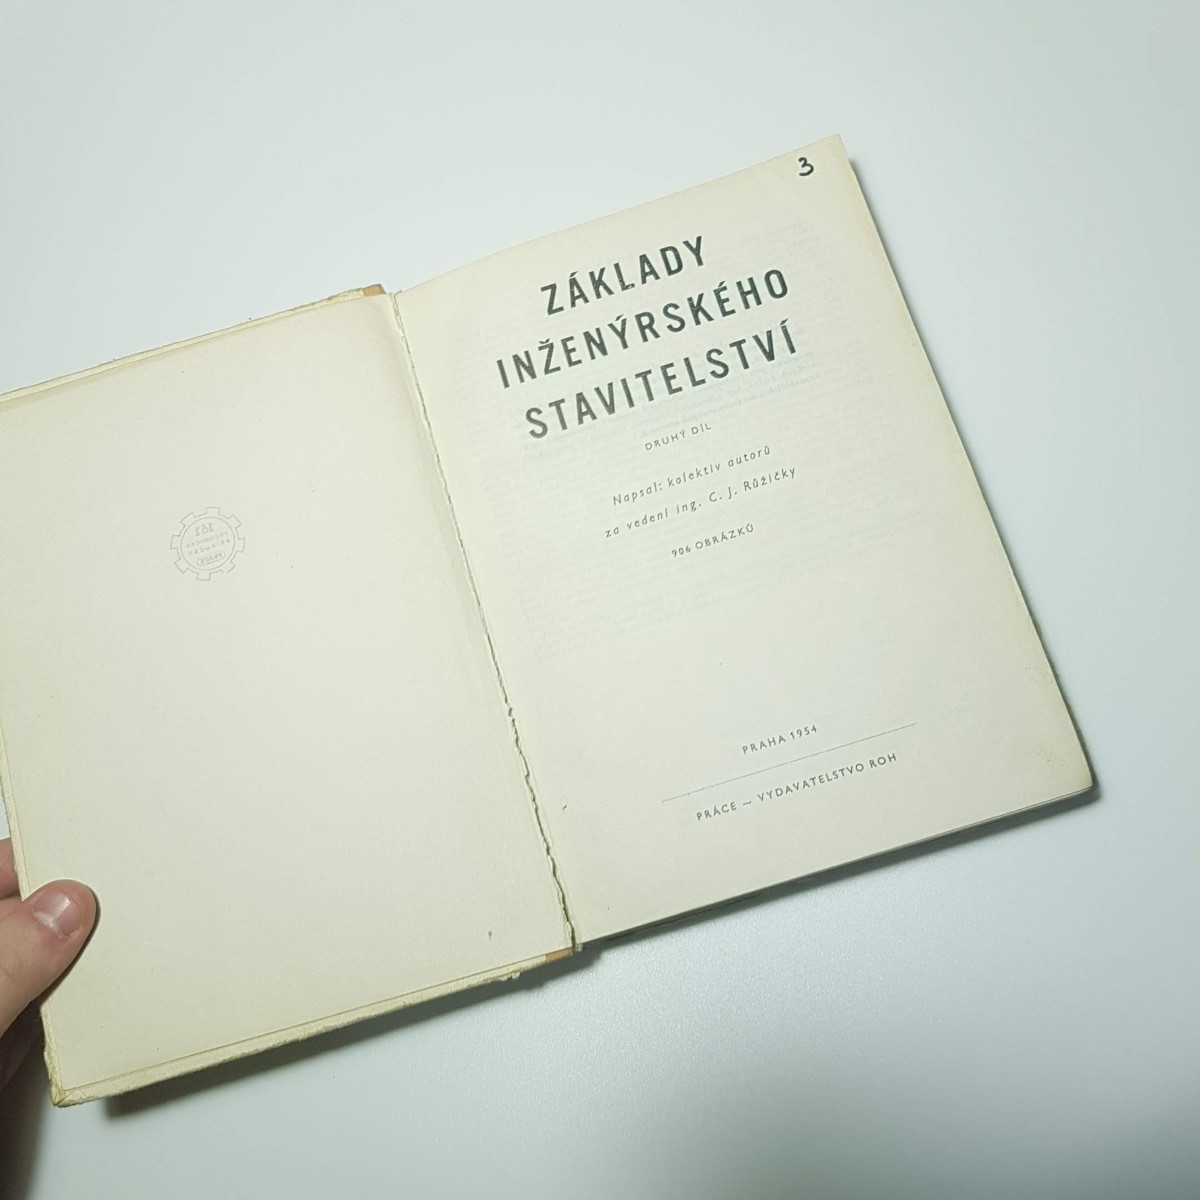 3
ZÁKLADY
INŽENÝRSKÉHO
STAVITELSTVÍ
DRUHÝ DÍL
Napsal: kolektiv autorů
za vedení ing. C. J. Růžičky
906 OBRÁZKŮ
PRAHA 1954
PRÁCE — VYDAVATELSTVO ROH